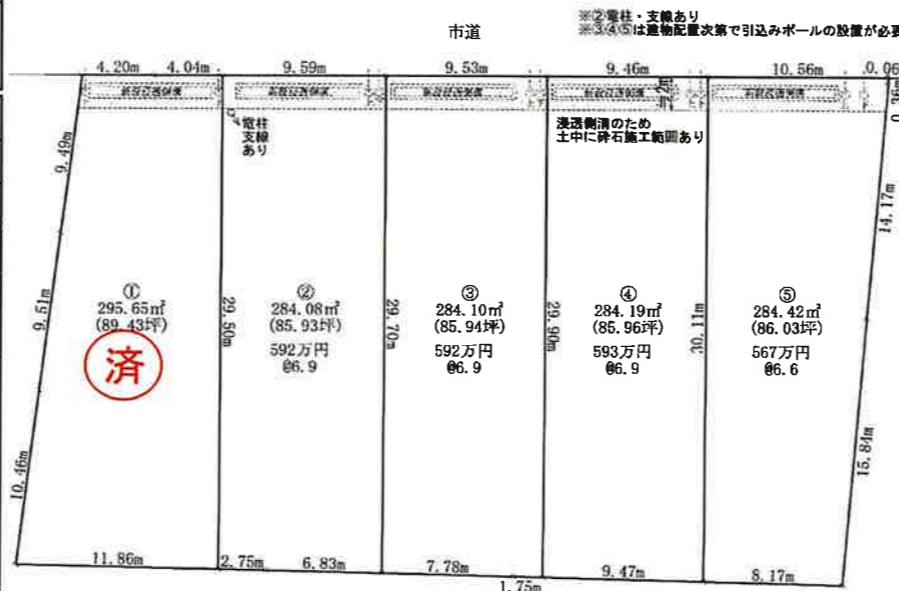 市道
※②電柱・支線あり
※③④⑤は建物配置次第で引込みポールの設置が必要
4.20m
4.04m
9.59m
9.53m
9.46m
10.56m
0.06
0.36m
電柱
支線
あり
浸透側溝のため
土中に砕石施工範囲あり
9.49m
9.51m
10.46m
①
295.65㎡
(89.43坪)
済
29.50m
②
284.08㎡
(85.93坪)
592万円
@6.9
29.70m
③
284.10㎡
(85.94坪)
592万円
@6.9
29.90m
④
284.19㎡
(85.96坪)
593万円
@6.9
30.11m
⑤
284.42㎡
(86.03坪)
567万円
@6.6
14.17m
15.84m
11.86m
2.75m
6.83m
7.78m
1.75m
9.47m
8.17m